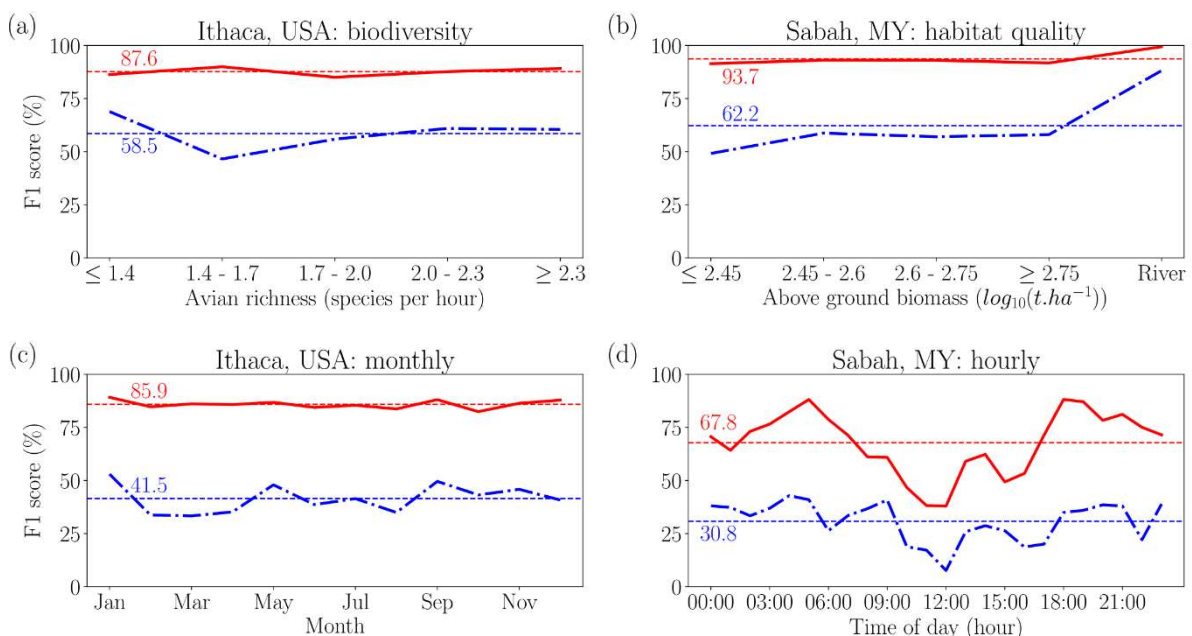 (a) Ithaca, USA: biodiversity
100
75
50
25
0
F1 score (%)
87.6
58.5
≤ 1.4 1.4 - 1.7 1.7 - 2.0 2.0 - 2.3 ≥ 2.3
Avian richness (species per hour)
(b) Sabah, MY: habitat quality
100
75
50
25
0
93.7
62.2
≤ 2.45 2.45 - 2.6 2.6 - 2.75 ≥ 2.75 River
Above ground biomass (log₁₀(t.ha⁻¹))
(c) Ithaca, USA: monthly
100
75
50
25
0
F1 score (%)
85.9
41.5
Jan Mar May Jul Sep Nov
Month
(d) Sabah, MY: hourly
100
75
50
25
0
67.8
30.8
00:00 03:00 06:00 09:00 12:00 15:00 18:00 21:00
Time of day (hour)